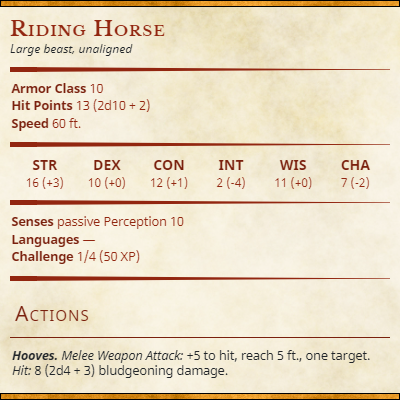 Riding Horse
Large beast, unaligned
Armor Class 10
Hit Points 13 (2d10 + 2)
Speed 60 ft.
STR DEX CON INT WIS CHA
16 (+3) 10 (+0) 12 (+1) 2 (-4) 11 (+0) 7 (-2)
Senses passive Perception 10
Languages —
Challenge 1/4 (50 XP)
Actions
Hooves. Melee Weapon Attack: +5 to hit, reach 5 ft., one target.
Hit: 8 (2d4 + 3) bludgeoning damage.